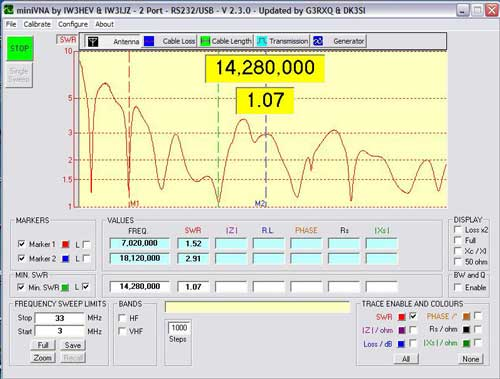 miniVNA by IW3HEV & IW3IJZ - 2 Port - RS232/USB - V 2.3.0 - Updated by G3RXQ & DK3SI
File Calibrate Configure About
STOP
Single Sweep
SWR Antenna Cable Loss Cable Length Transmission Generator
14,280,000
1.07
10
5
3
2
1.5
1
M1 M2
MARKERS
Marker 1 L
Marker 2 L
VALUES
FREQ. SWR |Z| R.L PHASE Rs |Xs|
7,020,000 1.52
18,120,000 2.91
MIN. SWR
Min. SWR L
14,280,000 1.07
DISPLAY
Loss x2
Full
Xc / Xl
50 ohm
BW and Q
Enable
FREQUENCY SWEEP LIMITS
Stop 33 MHz
Start 3 MHz
Full Save
Zoom Recall
BANDS
HF
VHF
1000
Steps
TRACE ENABLE AND COLOURS
SWR PHASE /°
|Z| / ohm Rs / ohm
Loss / dB |Xs| / ohm
All None